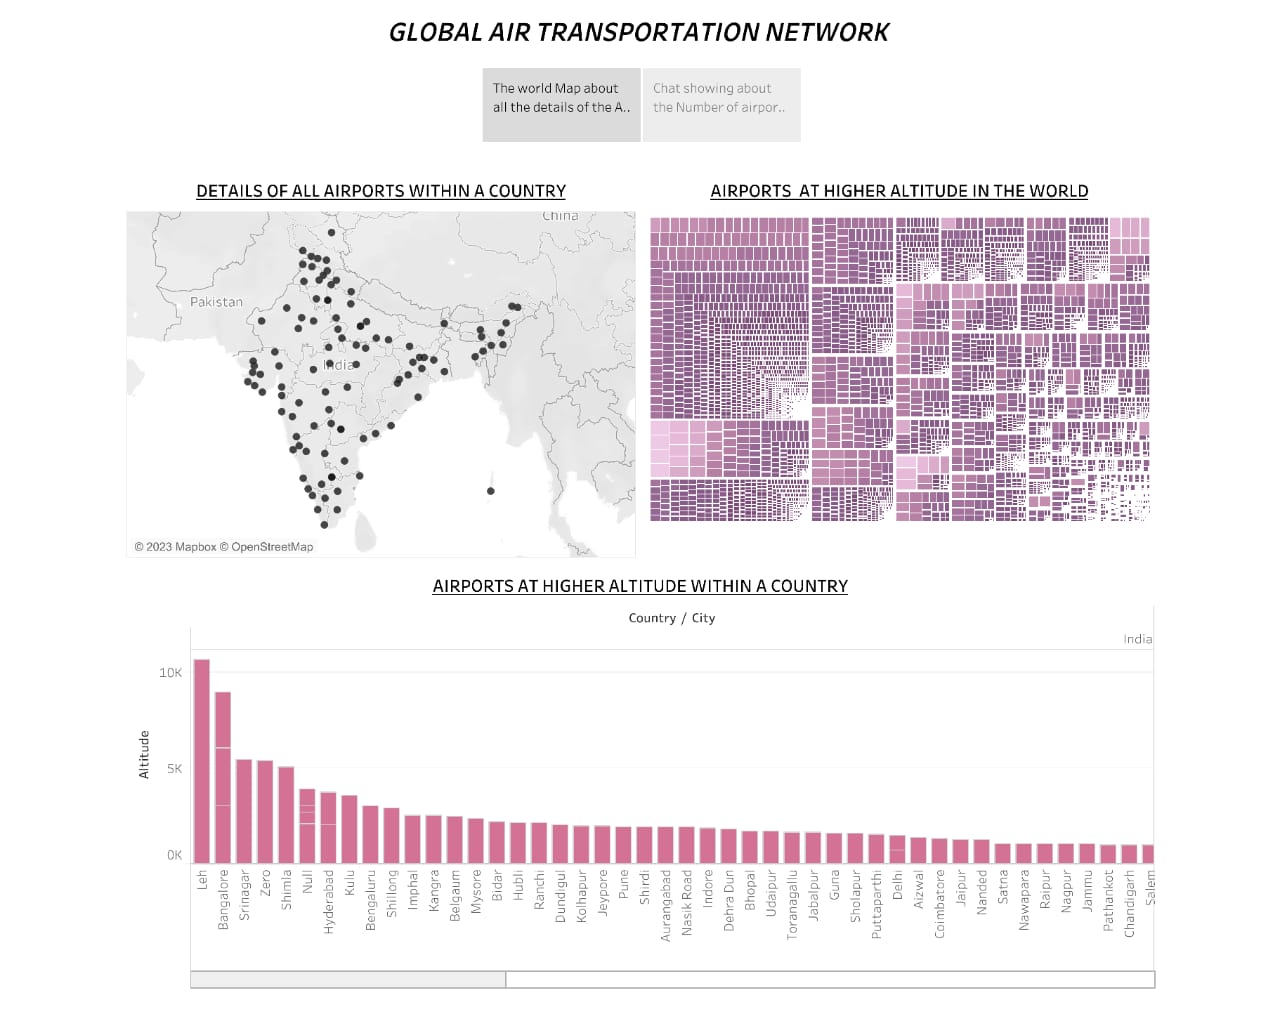 GLOBAL AIR TRANSPORTATION NETWORK
The world Map about
all the details of the A..
Chat showing about
the Number of airpor..
DETAILS OF ALL AIRPORTS WITHIN A COUNTRY
China
Pakistan
India
© 2023 Mapbox © OpenStreetMap
AIRPORTS AT HIGHER ALTITUDE IN THE WORLD
AIRPORTS AT HIGHER ALTITUDE WITHIN A COUNTRY
Country / City
India
Altitude
10K
5K
0K
Leh
Bangalore
Srinagar
Zero
Shimla
Null
Hyderabad
Kulu
Bengaluru
Shillong
Imphal
Kangra
Belgaum
Mysore
Bidar
Hubli
Ranchi
Dundigul
Kolhapur
Jeypore
Pune
Shirdi
Aurangabad
Nasik Road
Indore
Dehra Dun
Bhopal
Udaipur
Toranagallu
Jabalpur
Guna
Sholapur
Puttaparthi
Delhi
Aizwal
Coimbatore
Jaipur
Nanded
Satna
Nawapara
Raipur
Nagpur
Jammu
Pathankot
Chandigarh
Salem